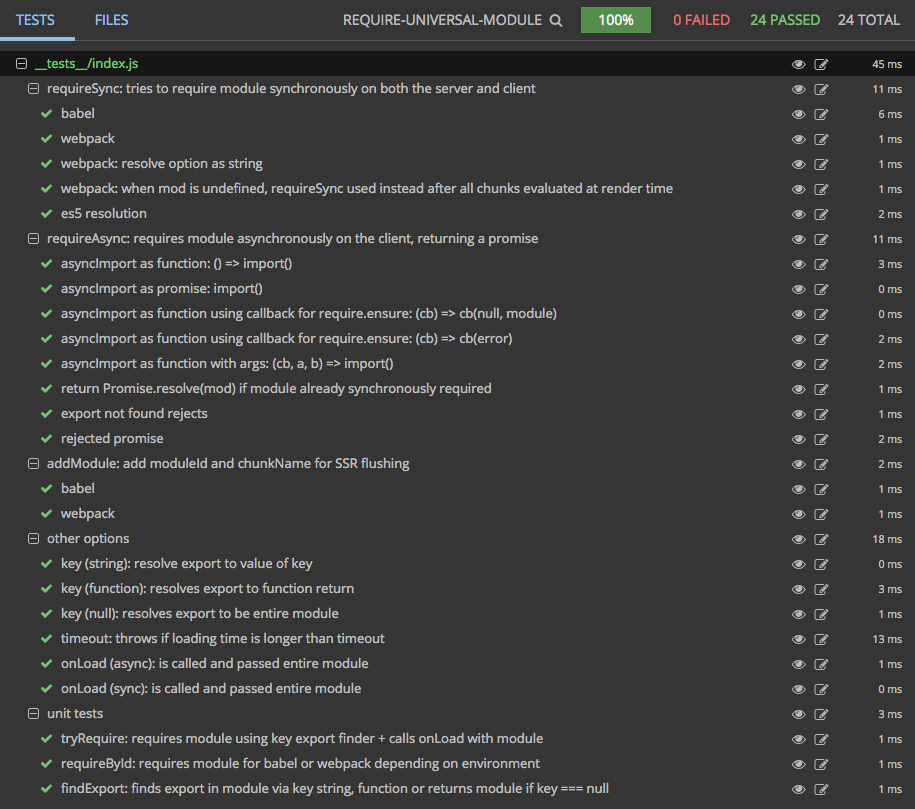 TESTS FILES REQUIRE-UNIVERSAL-MODULE 100% 0 FAILED 24 PASSED 24 TOTAL
__tests__/index.js 45 ms
requireSync: tries to require module synchronously on both the server and client 11 ms
babel 6 ms
webpack 1 ms
webpack: resolve option as string 1 ms
webpack: when mod is undefined, requireSync used instead after all chunks evaluated at render time 1 ms
es5 resolution 2 ms
requireAsync: requires module asynchronously on the client, returning a promise 11 ms
asyncImport as function: () => import() 3 ms
asyncImport as promise: import() 0 ms
asyncImport as function using callback for require.ensure: (cb) => cb(null, module) 0 ms
asyncImport as function using callback for require.ensure: (cb) => cb(error) 2 ms
asyncImport as function with args: (cb, a, b) => import() 2 ms
return Promise.resolve(mod) if module already synchronously required 1 ms
export not found rejects 1 ms
rejected promise 2 ms
addModule: add moduleId and chunkName for SSR flushing 2 ms
babel 1 ms
webpack 1 ms
other options 18 ms
key (string): resolve export to value of key 0 ms
key (function): resolves export to function return 3 ms
key (null): resolves export to be entire module 1 ms
timeout: throws if loading time is longer than timeout 13 ms
onLoad (async): is called and passed entire module 1 ms
onLoad (sync): is called and passed entire module 0 ms
unit tests 3 ms
tryRequire: requires module using key export finder + calls onLoad with module 1 ms
requireById: requires module for babel or webpack depending on environment 1 ms
findExport: finds export in module via key string, function or returns module if key === null 1 ms